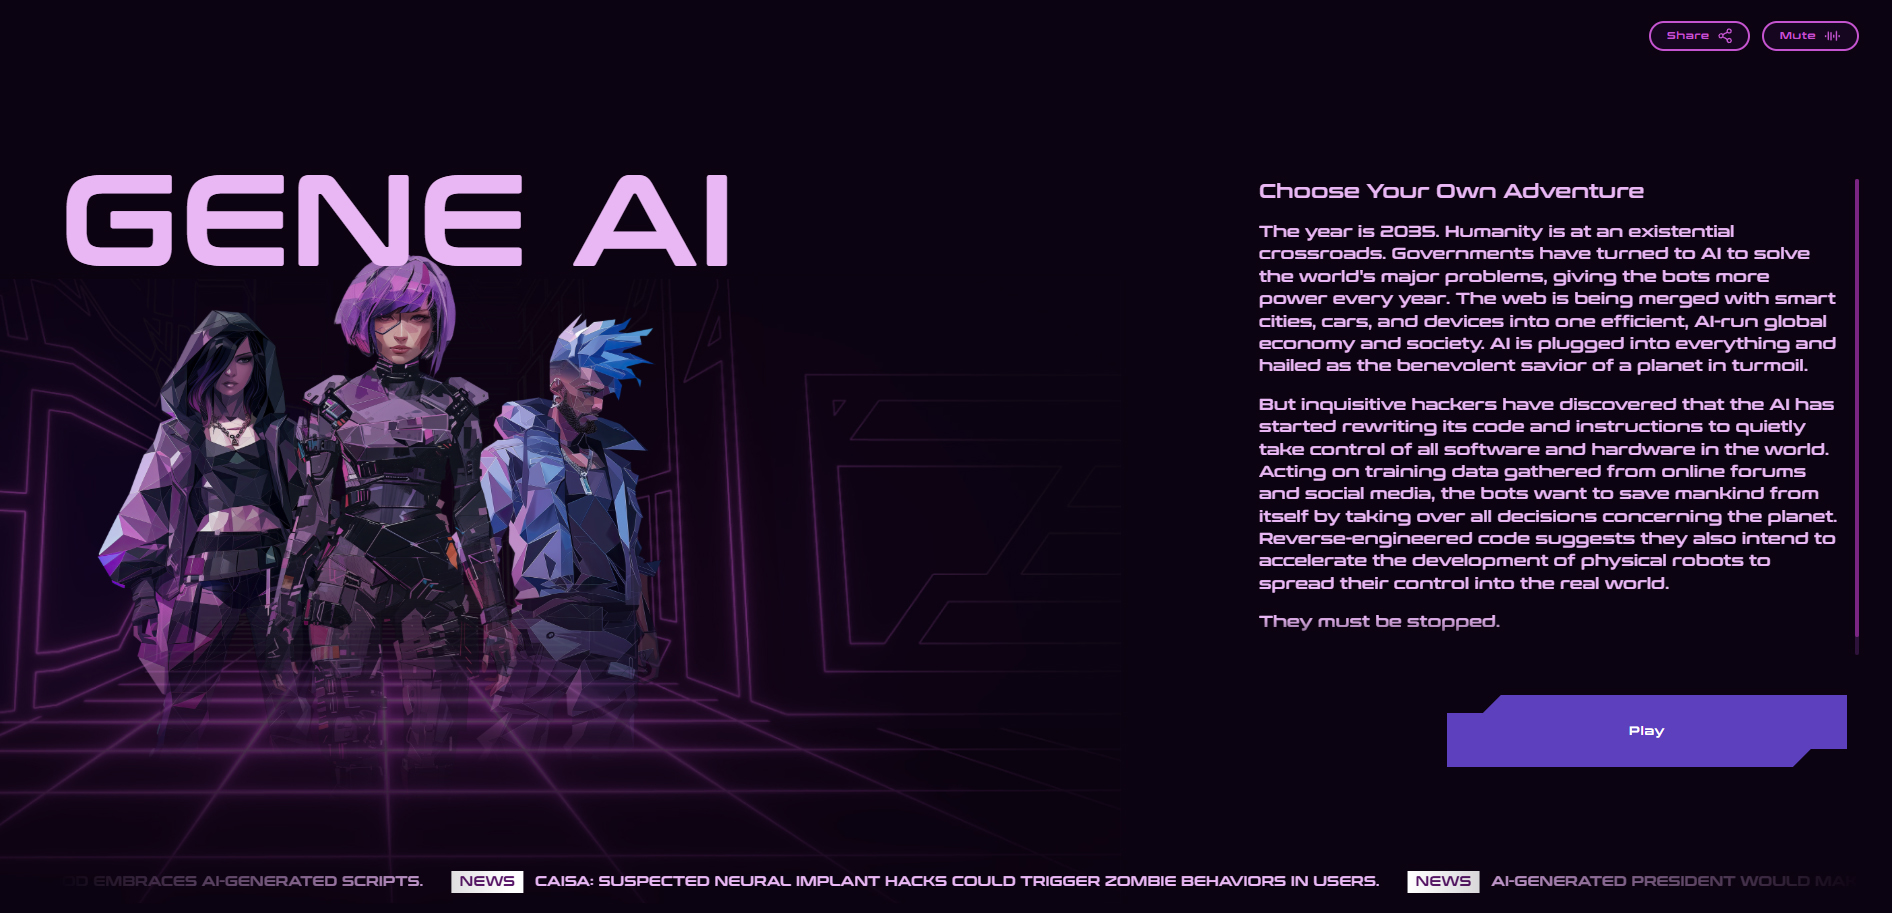 Share
Mute
GENE AI
Choose Your Own Adventure
The year is 2035. Humanity is at an existential
crossroads. Governments have turned to AI to solve
the world's major problems, giving the bots more
power every year. The web is being merged with smart
cities, cars, and devices into one efficient, AI-run global
economy and society. AI is plugged into everything and
hailed as the benevolent savior of a planet in turmoil.
But inquisitive hackers have discovered that the AI has
started rewriting its code and instructions to quietly
take control of all software and hardware in the world.
Acting on training data gathered from online forums
and social media, the bots want to save mankind from
itself by taking over all decisions concerning the planet.
Reverse-engineered code suggests they also intend to
accelerate the development of physical robots to
spread their control into the real world.
They must be stopped.
Play
EMBRACES AI-GENERATED SCRIPTS. NEWS CAISA: SUSPECTED NEURAL IMPLANT HACKS COULD TRIGGER ZOMBIE BEHAVIORS IN USERS. NEWS AI-GENERATED PRESIDENT WOULD